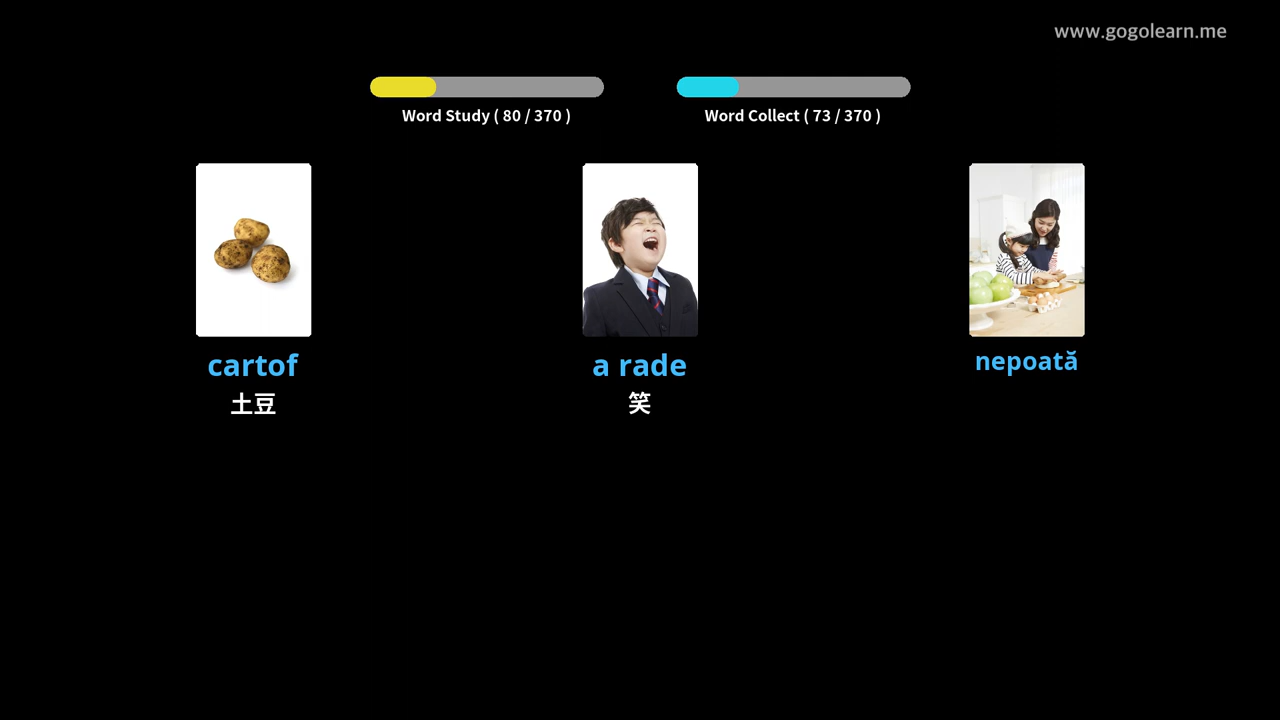 www.gogolearn.me
Word Study ( 80 / 370 )
Word Collect ( 73 / 370 )
cartof
土豆
a rade
笑
nepoată